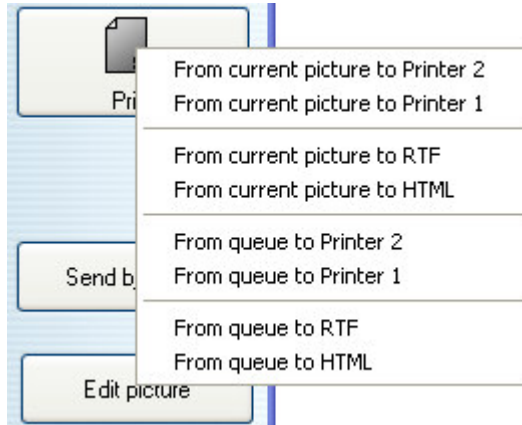 Pri
From current picture to Printer 2
From current picture to Printer 1
From current picture to RTF
From current picture to HTML
From queue to Printer 2
From queue to Printer 1
From queue to RTF
From queue to HTML
Send b
Edit picture